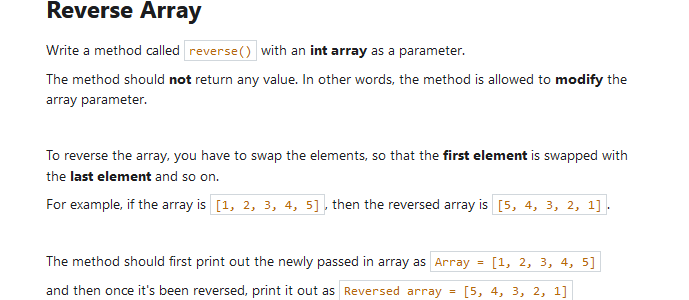 Reverse Array
Write a method called reverse() with an int array as a parameter.
The method should not return any value. In other words, the method is allowed to modify the
array parameter.
To reverse the array, you have to swap the elements, so that the first element is swapped with
the last element and so on.
For example, if the array is [1, 2, 3, 4, 5], then the reversed array is [5, 4, 3, 2, 1].
The method should first print out the newly passed in array as Array = [1, 2, 3, 4, 5]
and then once it's been reversed, print it out as Reversed array = [5, 4, 3, 2, 1]